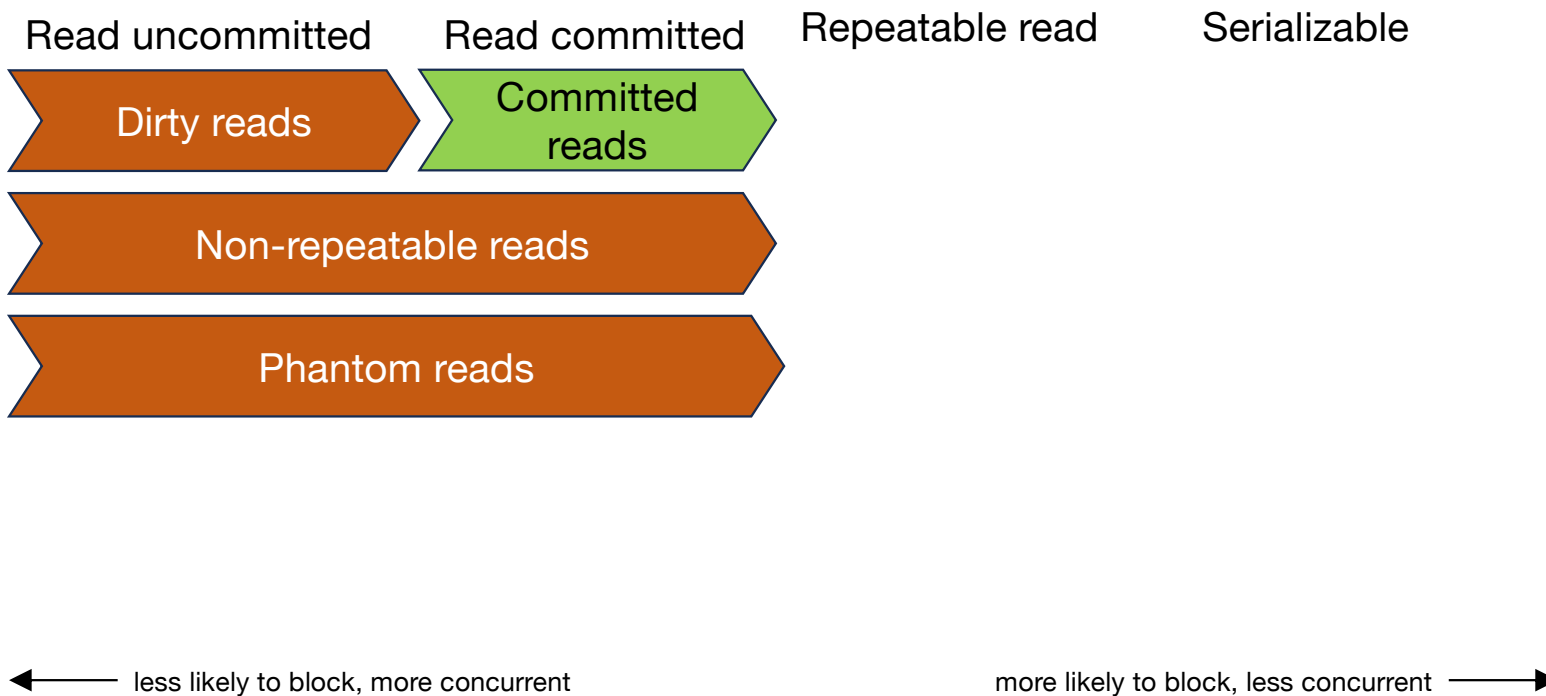 Read uncommitted
Read committed
Repeatable read
Serializable
Dirty reads
Committed
reads
Non-repeatable reads
Phantom reads
less likely to block, more concurrent
more likely to block, less concurrent